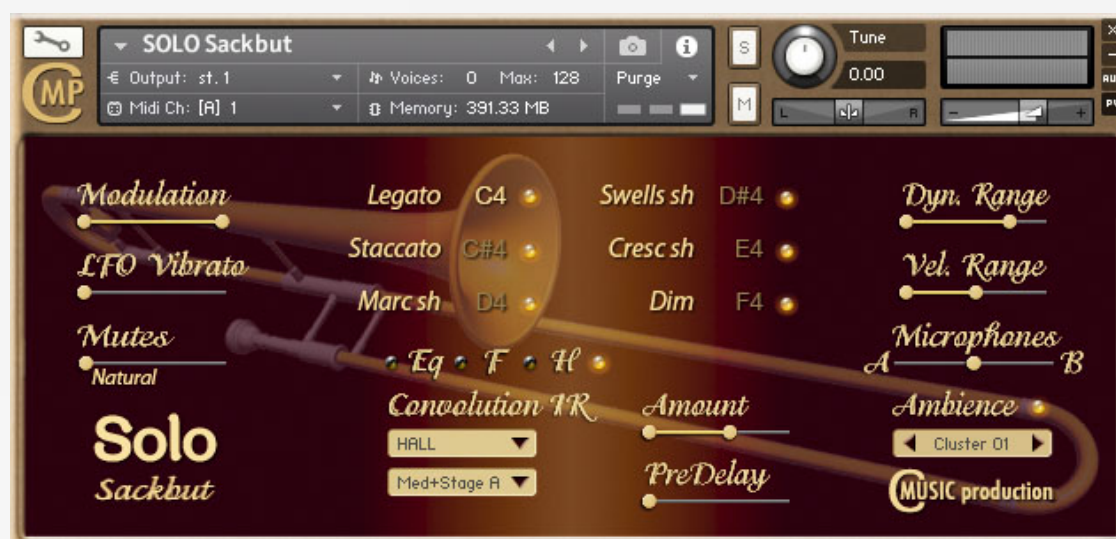 SOLO Sackbut
S
Tune
Output: st. 1
Voices: 0 Max: 128
Purge
0.00
CMP
Midi Ch: [A] 1
Memory: 391.33 MB
M
L R
- +
Modulation
Legato C4
Swells sh D#4
Dyn. Range
Staccato C#4
Cresc sh E4
LFO Vibrato
Vel. Range
Marc sh D4
Dim F4
Mutes
Microphones
Natural
Eq F H
A B
Convolution IR
Amount
Ambience
Solo
HALL
Cluster 01
Sackbut
Med+Stage A
PreDelay
CMUSIC production